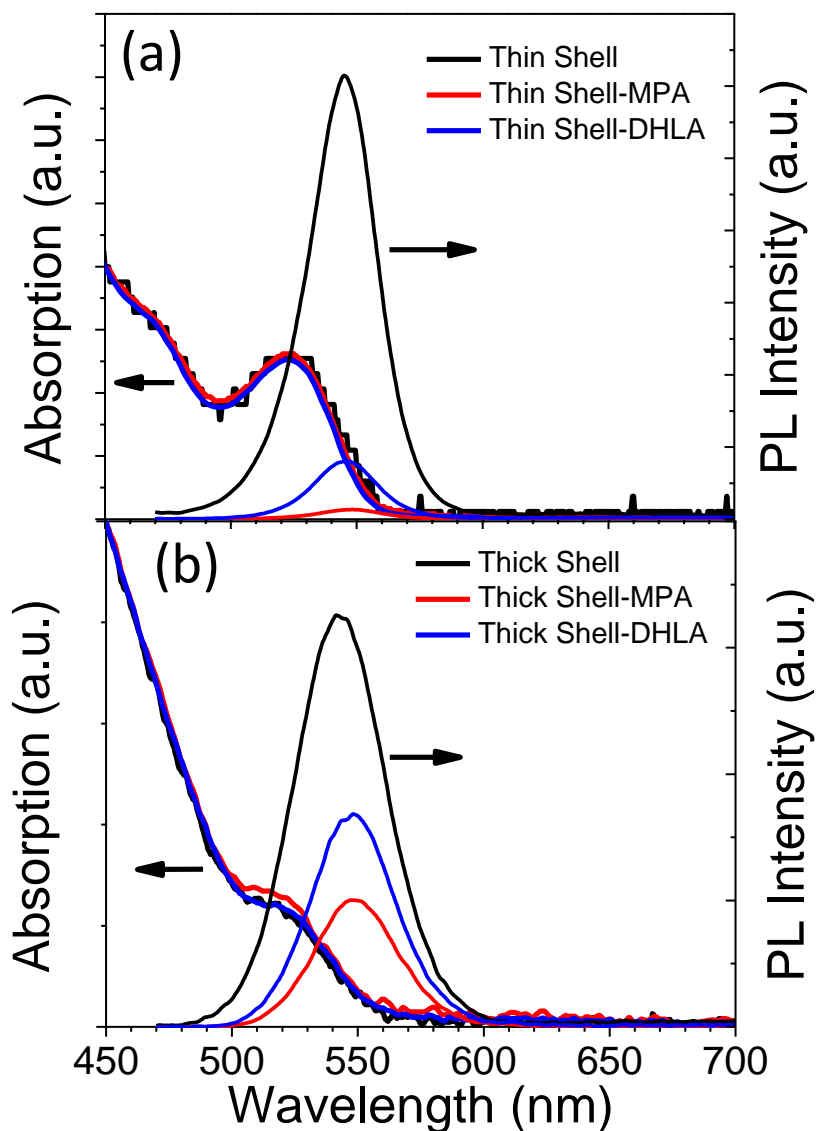 (a)
Thin Shell
Thin Shell-MPA
Thin Shell-DHLA
Absorption (a.u.)
PL Intensity (a.u.)
(b)
Thick Shell
Thick Shell-MPA
Thick Shell-DHLA
Absorption (a.u.)
PL Intensity (a.u.)
450 500 550 600 650 700
Wavelength (nm)